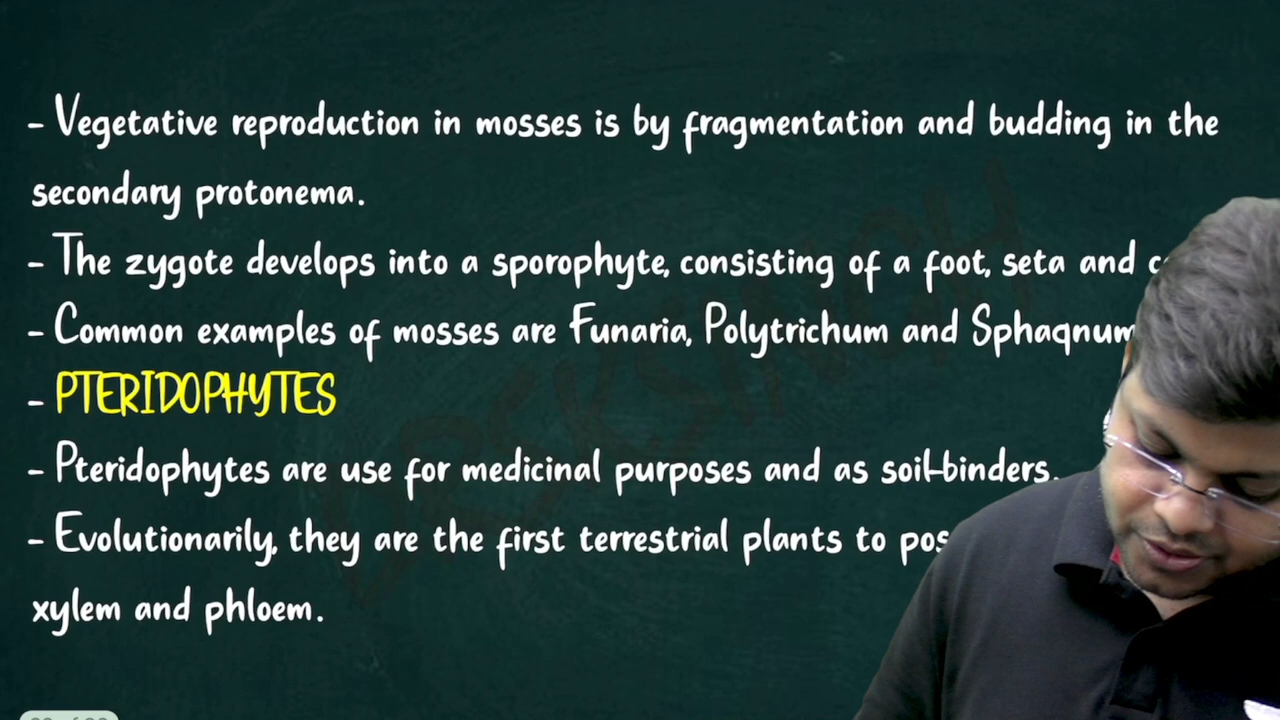 - Vegetative reproduction in mosses is by fragmentation and budding in the
secondary protonema.
- The zygote develops into a sporophyte, consisting of a foot, seta and
- Common examples of mosses are Funaria, Polytrichum and Sphagnum
- PTERIDOPHYTES
- Pteridophytes are use for medicinal purposes and as soil-binders.
- Evolutionarily, they are the first terrestrial plants to
xylem and phloem.